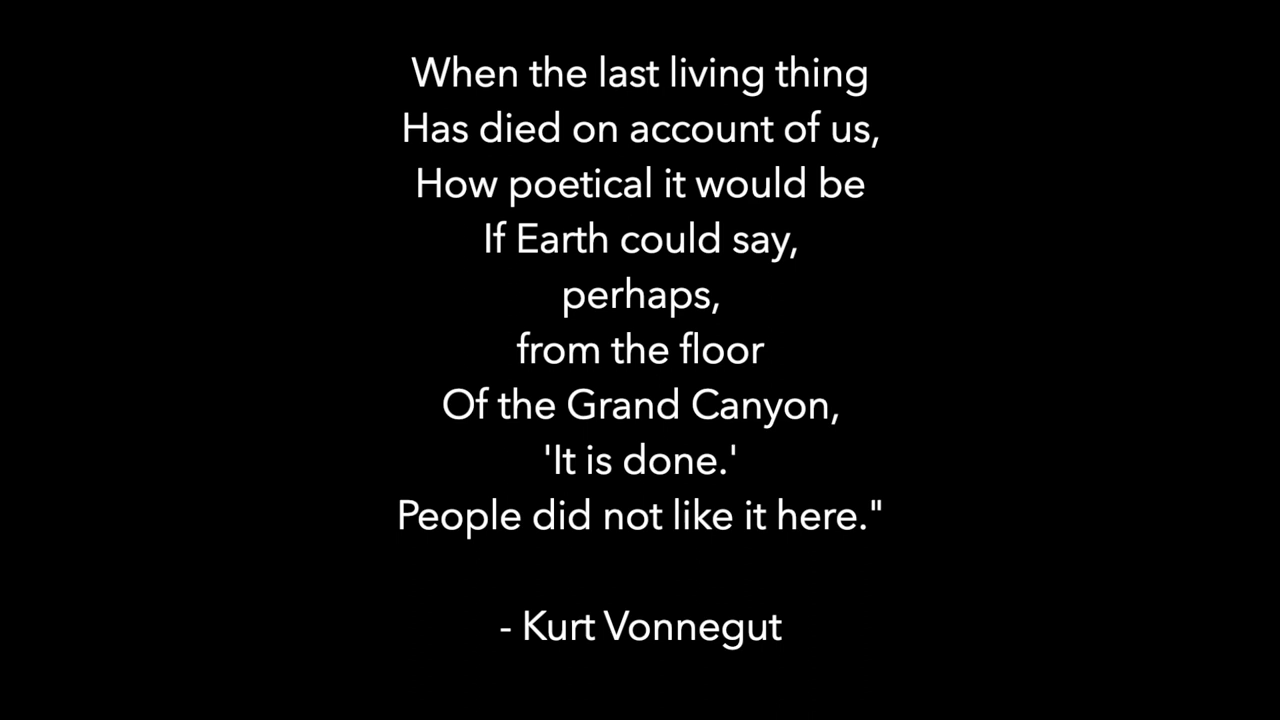 When the last living thing
Has died on account of us,
How poetical it would be
If Earth could say,
perhaps,
from the floor
Of the Grand Canyon,
'It is done.'
People did not like it here."
- Kurt Vonnegut